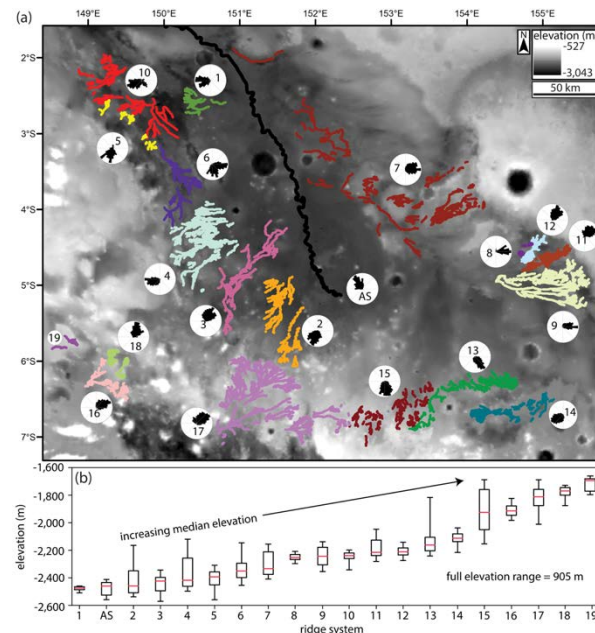 149°E 150°E 151°E 152°E 153°E 154°E 155°E
(a)
N
elevation (m)
-527
-3,043
50 km
2°S
3°S
4°S
5°S
6°S
7°S
10
1
5
6
7
12
11
8
4
AS
9
3
2
19
18
13
15
16
17
14
(b)
elevation (m)
-1,600
-1,800
-2,000
-2,200
-2,400
-2,600
increasing median elevation
full elevation range = 905 m
1 AS 2 3 4 5 6 7 8 9 10 11 12 13 14 15 16 17 18 19
ridge system